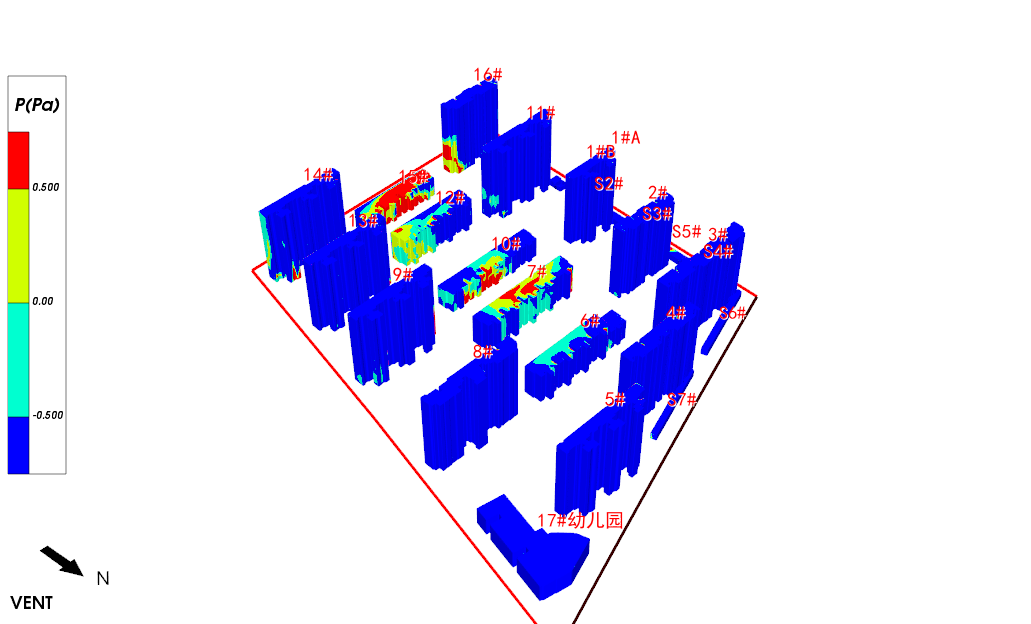 P(Pa)
0.500
0.00
-0.500
16#
11#
1#A
1#B
14#
15#
S2#
12#
2#
13#
S3#
S5#
3#
10#
S4#
9#
7#
6#
4#
S6#
8#
5#
S7#
17#幼儿园
N
VENT